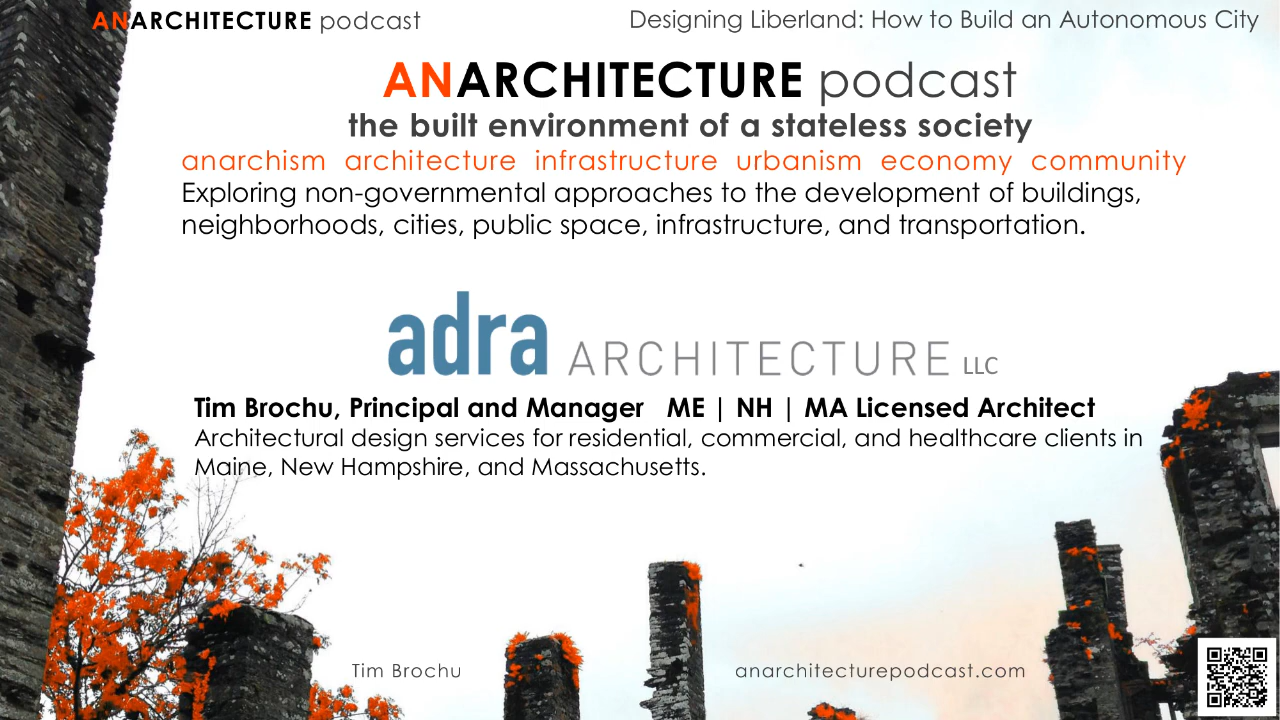 ANARCHITECTURE podcast
Designing Liberland: How to Build an Autonomous City
ANARCHITECTURE podcast
the built environment of a stateless society
anarchism architecture infrastructure urbanism economy community
Exploring non-governmental approaches to the development of buildings,
neighborhoods, cities, public space, infrastructure, and transportation.
adra ARCHITECTURE LLC
Tim Brochu, Principal and Manager ME | NH | MA Licensed Architect
Architectural design services for residential, commercial, and healthcare clients in
Maine, New Hampshire, and Massachusetts.
Tim Brochu
anarchitecturepodcast.com